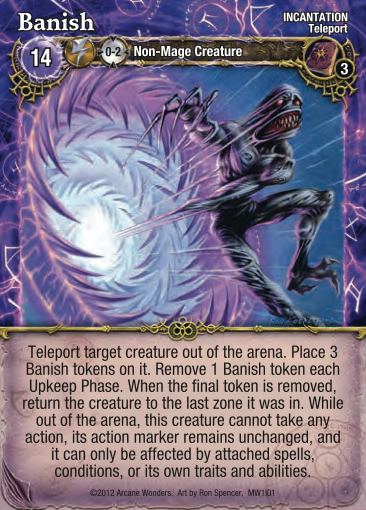 Banish
INCANTATION
Teleport
14
0-2
Non-Mage Creature
3
Teleport target creature out of the arena. Place 3
Banish tokens on it. Remove 1 Banish token each
Upkeep Phase. When the final token is removed,
return the creature to the last zone it was in. While
out of the arena, this creature cannot take any
action, its action marker remains unchanged, and
it can only be affected by attached spells,
conditions, or its own traits and abilities.
©2012 Arcane Wonders. Art by Ron Spencer. MW1I01